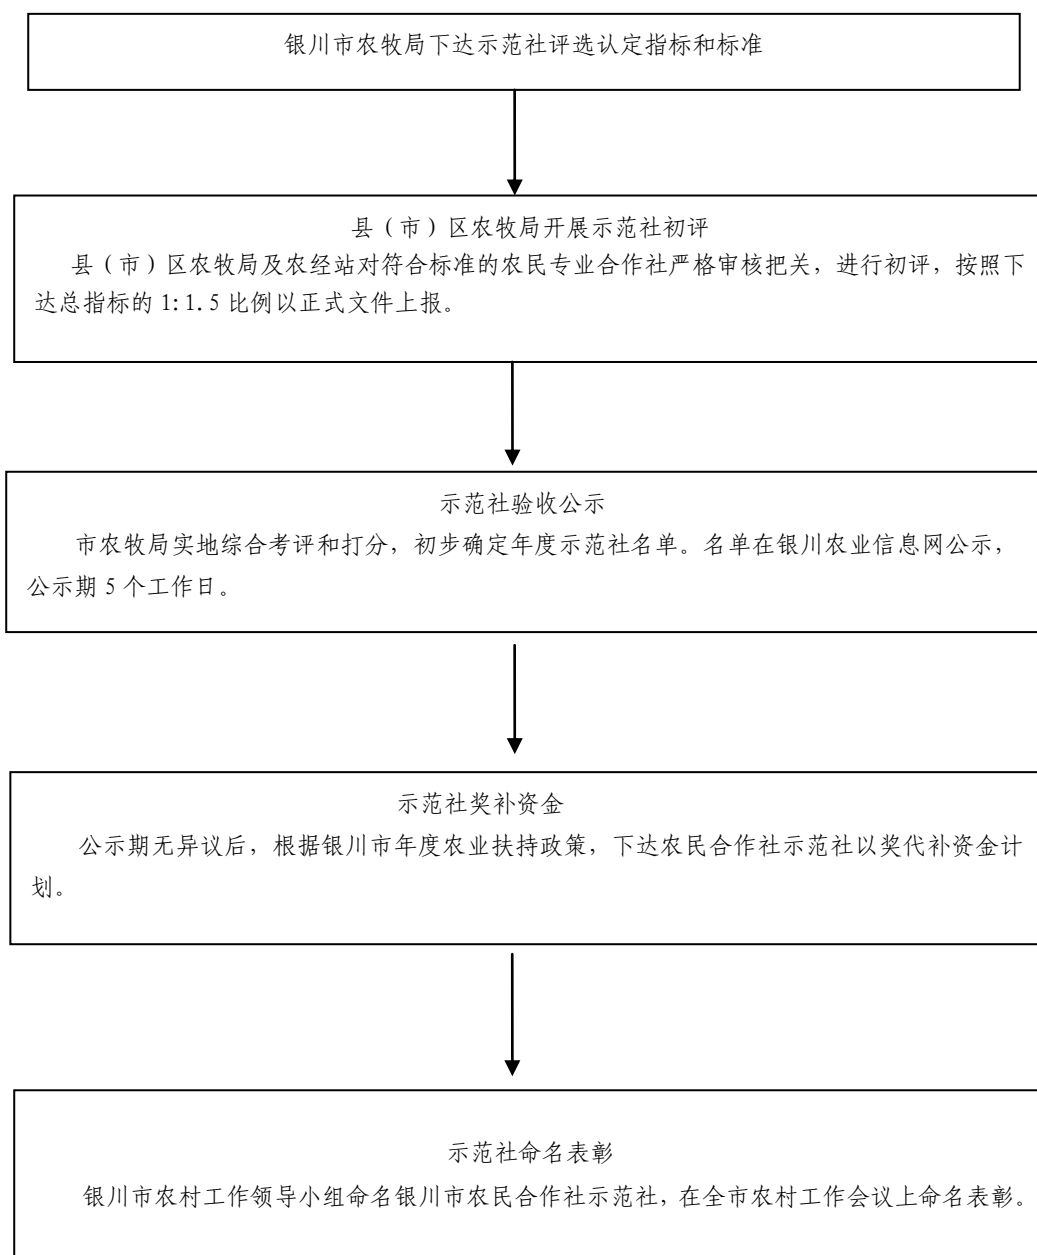 银川市农牧局下达示范社评选认定指标和标准
县（市）区农牧局开展示范社初评
县（市）区农牧局及农经站对符合标准的农民专业合作社严格审核把关，进行初评，按照下
达总指标的 1:1.5 比例以正式文件上报。
示范社验收公示
市农牧局实地综合考评和打分，初步确定年度示范社名单。名单在银川农业信息网公示，
公示期 5 个工作日。
示范社奖补资金
公示期无异议后，根据银川市年度农业扶持政策，下达农民合作社示范社以奖代补资金计
划。
示范社命名表彰
银川市农村工作领导小组命名银川市农民合作社示范社，在全市农村工作会议上命名表彰。